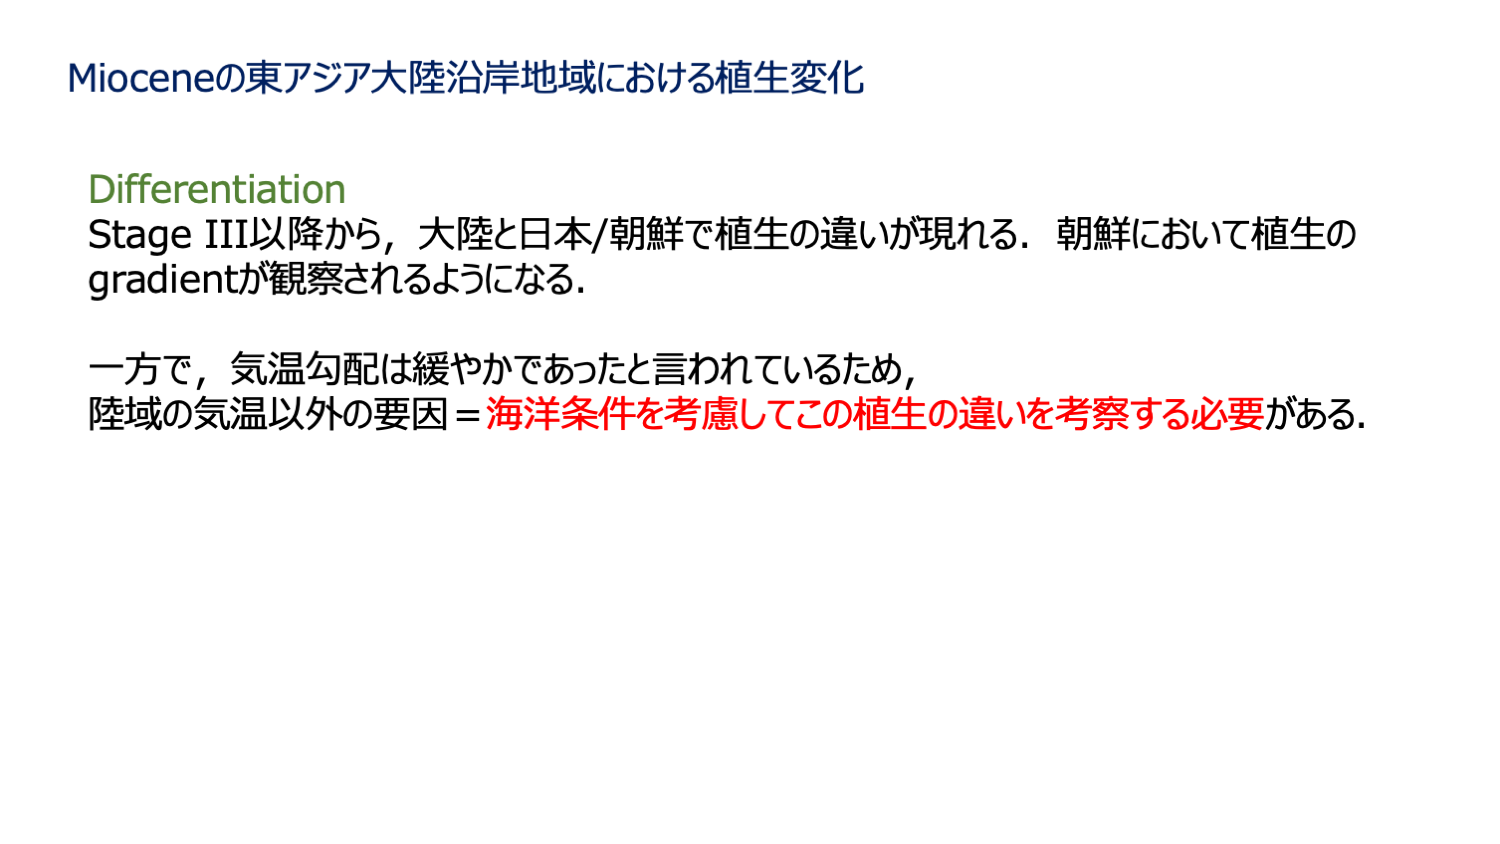 Mioceneの東アジア大陸沿岸地域における植生変化
Differentiation
Stage III以降から，大陸と日本/朝鮮で植生の違いが現れる．朝鮮において植生の
gradientが観察されるようになる．
一方で，気温勾配は緩やかであったと言われているため，
陸域の気温以外の要因＝海洋条件を考慮してこの植生の違いを考察する必要がある．